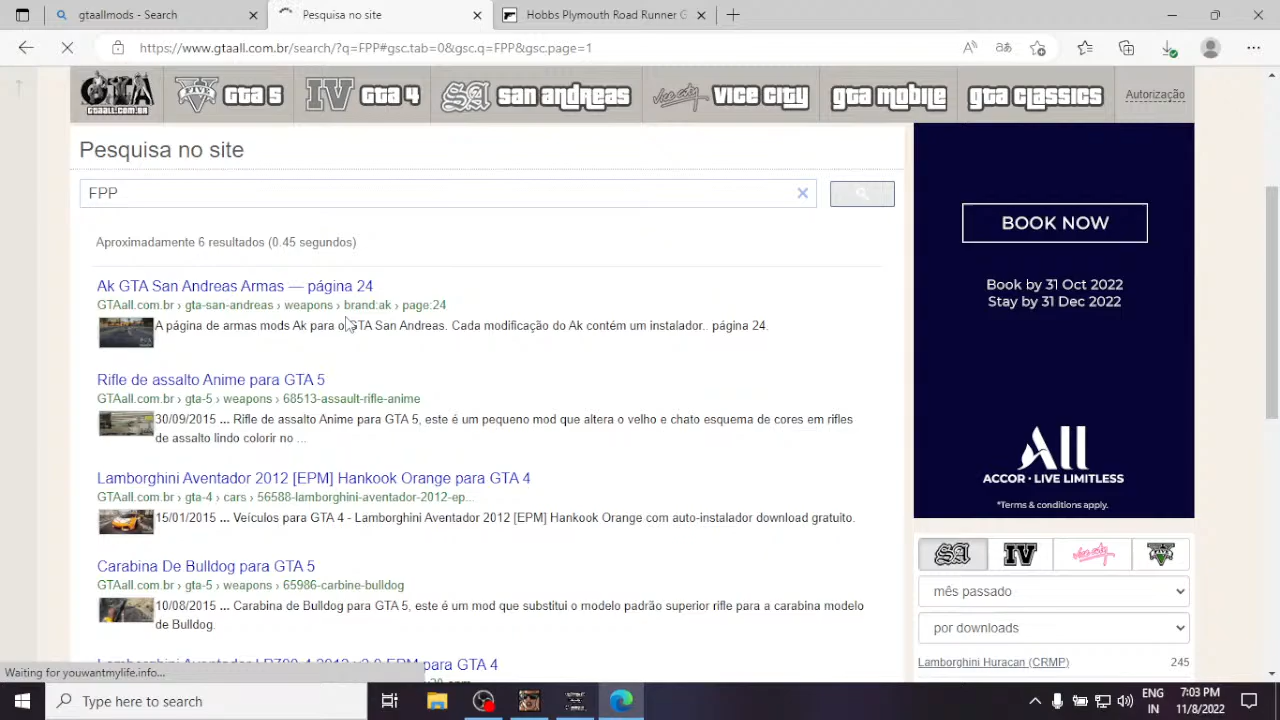 gtaallmods - Search
Pesquisa no site
Hobbs Plymouth Road Runner G
https://www.gtaall.com.br/search/?q=FPP#gsc.tab=0&gsc.q=FPP&gsc.page=1
GTA
gtaall.com.br
FIVE
gta 5
IV
gta 4
SA
san andreas
vice city
vice city
gta mobile
gta classics
Autorização
Pesquisa no site
FPP
Aproximadamente 6 resultados (0.45 segundos)
Ak GTA San Andreas Armas — página 24
GTAall.com.br › gta-san-andreas › weapons › brand:ak › page:24
A página de armas mods Ak para o GTA San Andreas. Cada modificação do Ak contém um instalador.. página 24.
Rifle de assalto Anime para GTA 5
GTAall.com.br › gta-5 › weapons › 68513-assault-rifle-anime
30/09/2015 ... Rifle de assalto Anime para GTA 5, este é um pequeno mod que altera o velho e chato esquema de cores em rifles
de assalto lindo colorir no ...
Lamborghini Aventador 2012 [EPM] Hankook Orange para GTA 4
GTAall.com.br › gta-4 › cars › 56588-lamborghini-aventador-2012-ep...
15/01/2015 ... Veículos para GTA 4 - Lamborghini Aventador 2012 [EPM] Hankook Orange com auto-instalador download gratuito.
Carabina De Bulldog para GTA 5
GTAall.com.br › gta-5 › weapons › 65986-carbine-bulldog
10/08/2015 ... Carabina de Bulldog para GTA 5, este é um mod que substitui o modelo padrão superior rifle para a carabina modelo
de Bulldog.
para GTA 4
BOOK NOW
Book by 31 Oct 2022
Stay by 31 Dec 2022
All
ACCOR · LIVE LIMITLESS
*Terms & conditions apply.
SA
IV
vice city
V
mês passado
por downloads
Lamborghini Huracan (CRMP)
245
Waiting for youwantmylife.info...
Type here to search
ENG
IN
7:03 PM
11/8/2022